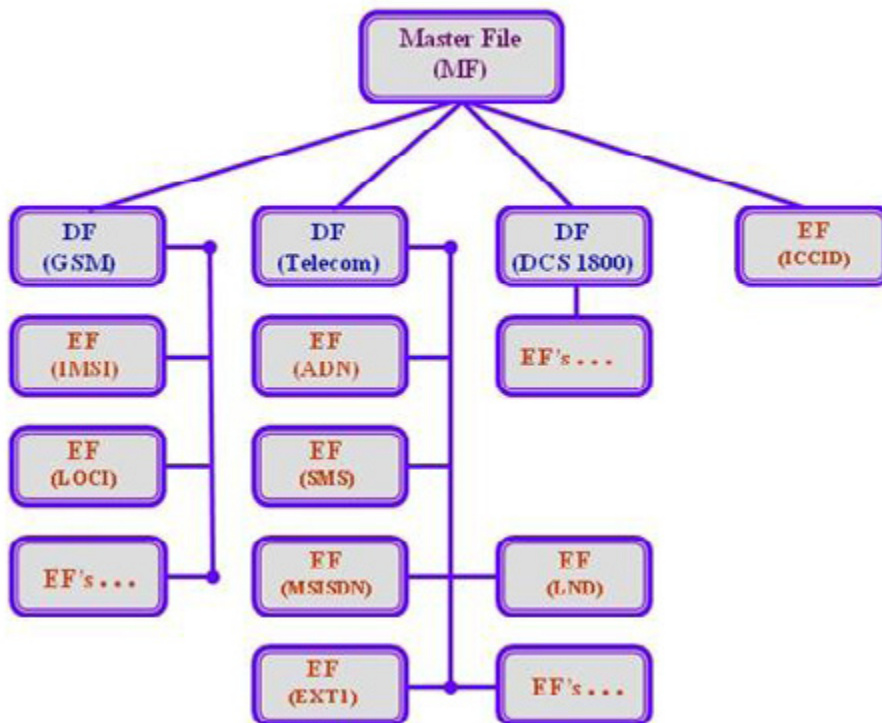 Master File
(MF)
DF
(GSM)
DF
(Telecom)
DF
(DCS 1800)
EF
(ICCID)
EF
(IMSI)
EF
(ADN)
EF's ...
EF
(LOCI)
EF
(SMS)
EF's ...
EF
(MSISDN)
EF
(LND)
EF
(EXT1)
EF's ...